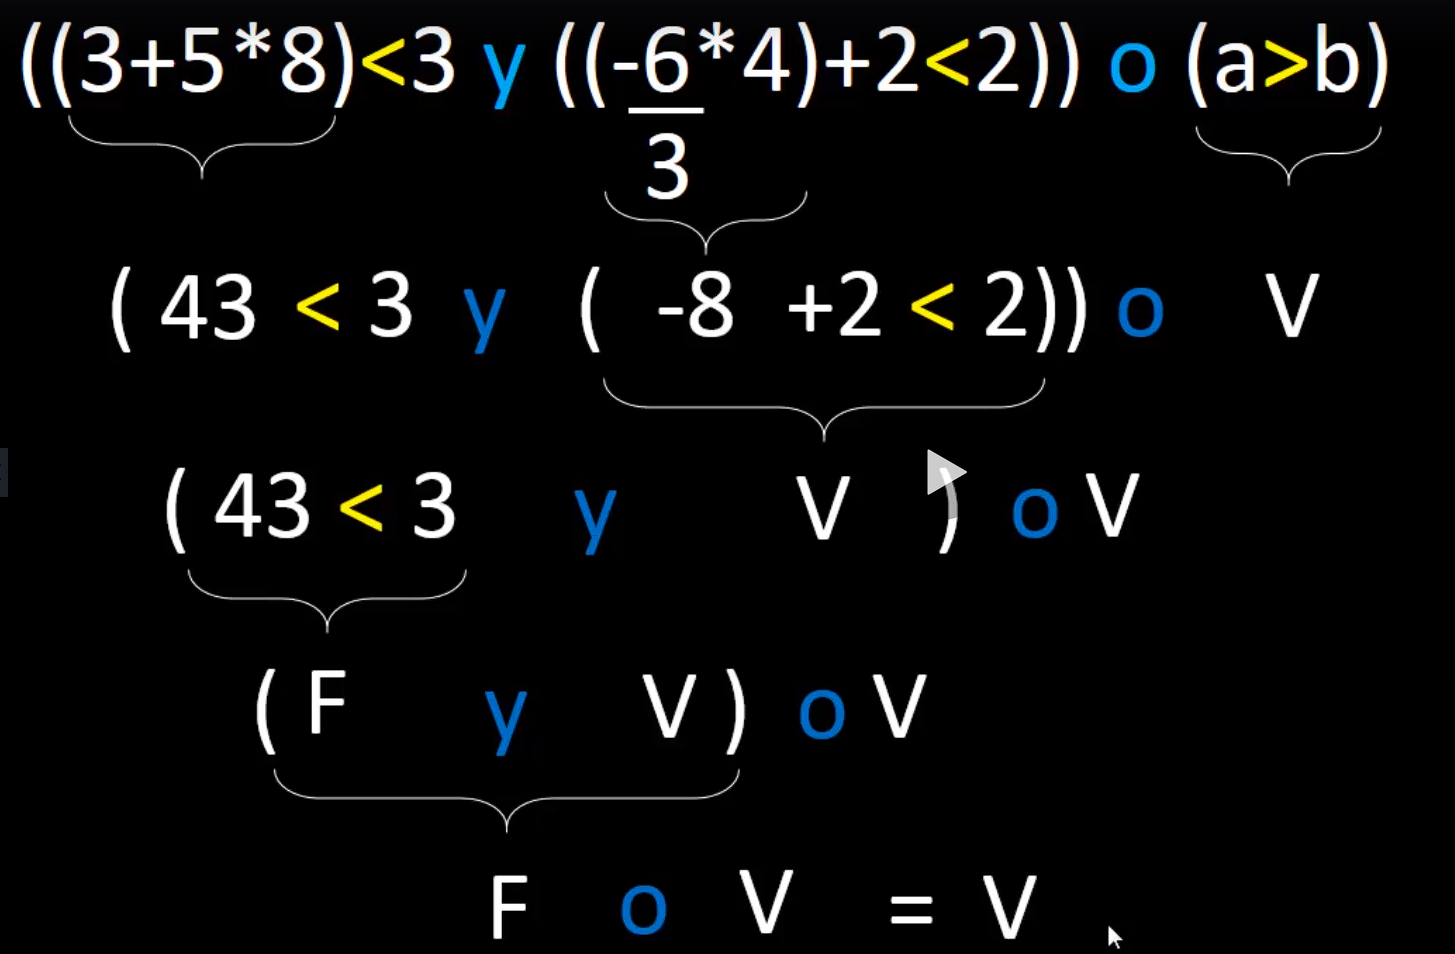 ((3+5*8)<3 y ((-6*4)+2<2)) o (a>b)
3
( 43 < 3 y ( -8 +2 < 2)) o V
( 43 < 3 y V ) o V
( F y V ) o V
F o V = V